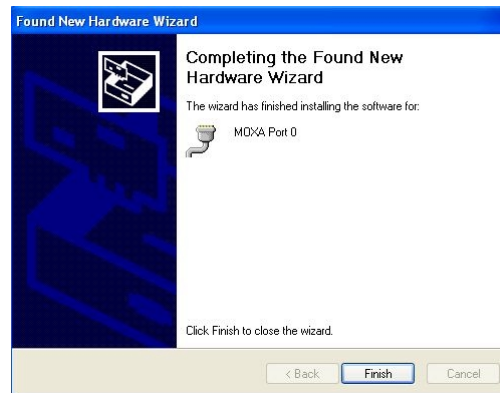 Found New Hardware Wizard
Completing the Found New
Hardware Wizard
The wizard has finished installing the software for:
MOXA Port 0
Click Finish to close the wizard.
< Back
Finish
Cancel